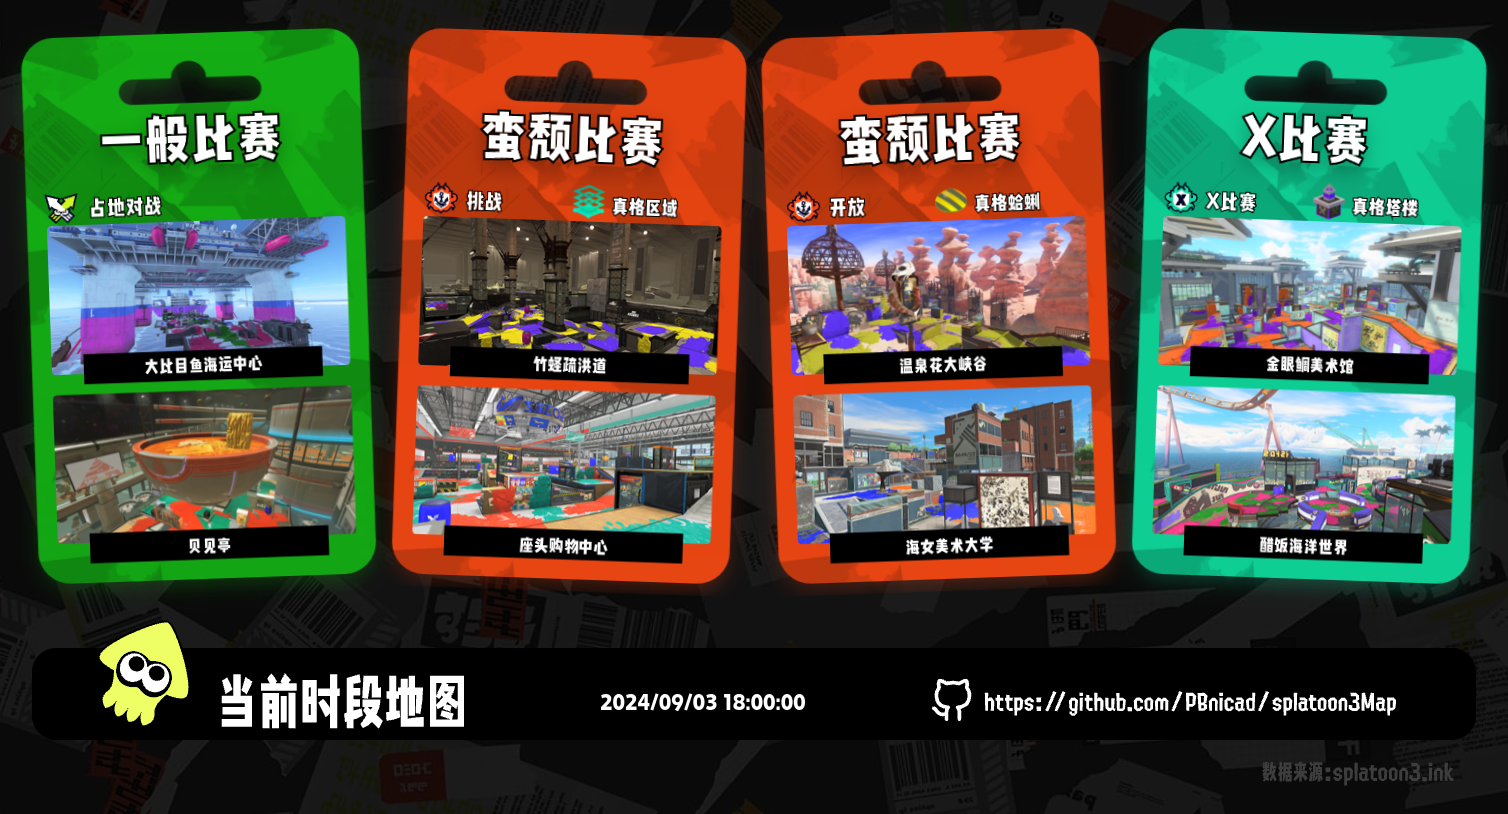 一般比赛
占地对战
大比目鱼海运中心
贝见亭
蛮颓比赛
挑战
真格区域
竹蛏疏洪道
座头购物中心
蛮颓比赛
开放
真格蛤蜊
温泉花大峡谷
海女美术大学
X比赛
X比赛
真格塔楼
金眼鲷美术馆
醋饭海洋世界
当前时段地图
2024/09/03 18:00:00
https://github.com/PBnicad/splatoon3Map
数据来源:splatoon3.ink